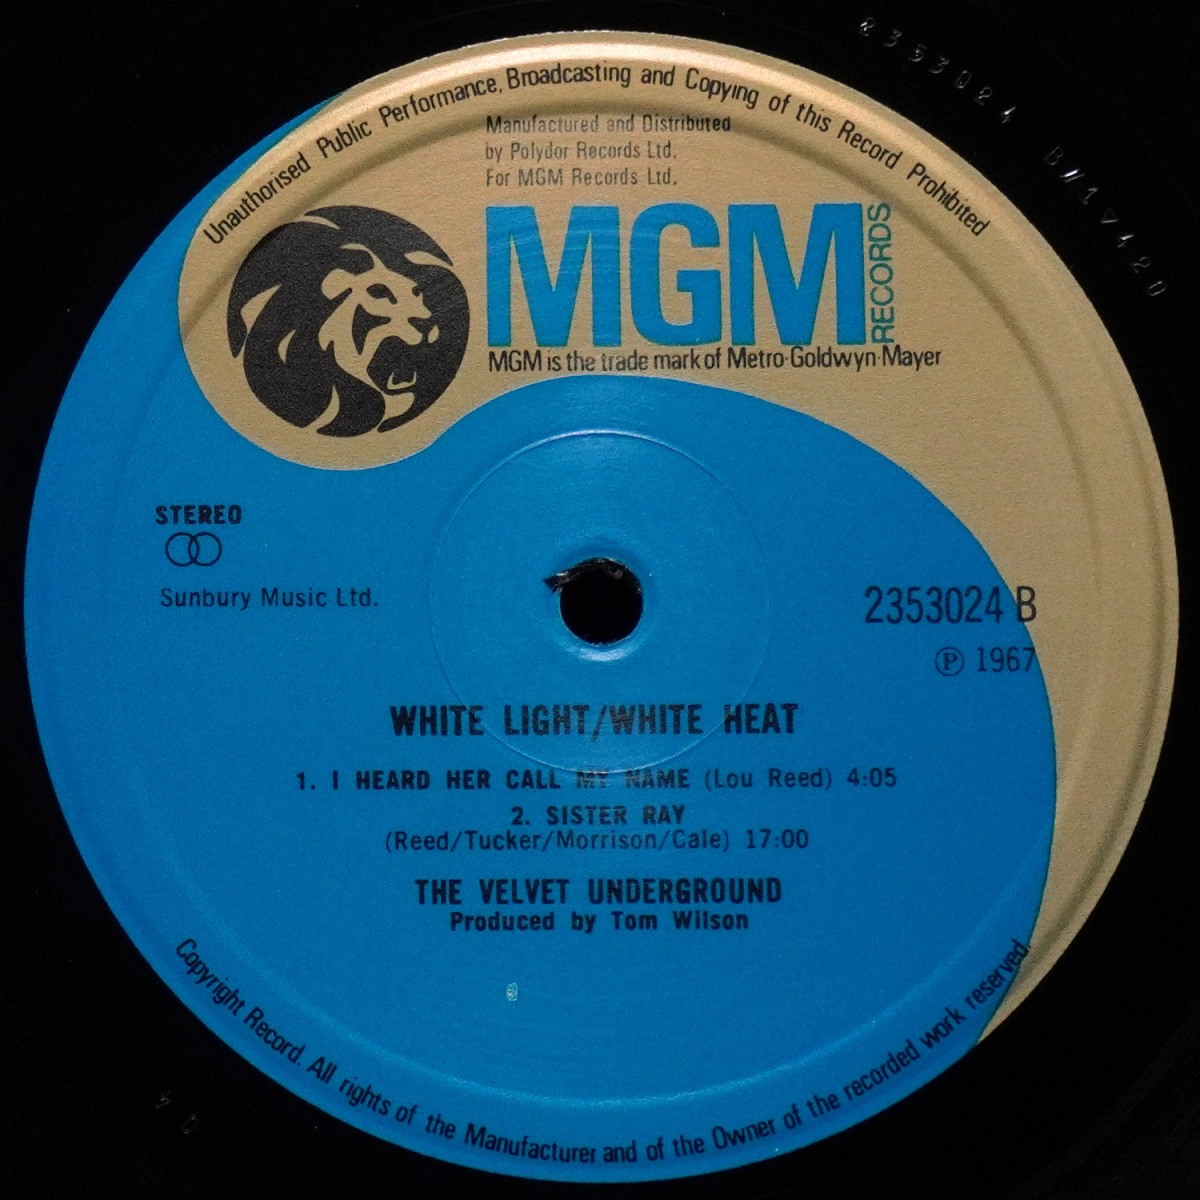 Unauthorised Public Performance, Broadcasting and Copying of this Record Prohibited
Manufactured and Distributed
by Polydor Records Ltd.
For MGM Records Ltd.
MGM RECORDS
MGM is the trade mark of Metro·Goldwyn·Mayer
STEREO
Sunbury Music Ltd.
2353024 B
℗ 1967
WHITE LIGHT/WHITE HEAT
1. I HEARD HER CALL MY NAME (Lou Reed) 4:05
2. SISTER RAY
(Reed/Tucker/Morrison/Cale) 17:00
THE VELVET UNDERGROUND
Produced by Tom Wilson
Copyright Record. All rights of the Manufacturer and of the Owner of the recorded work reserved.
2353024